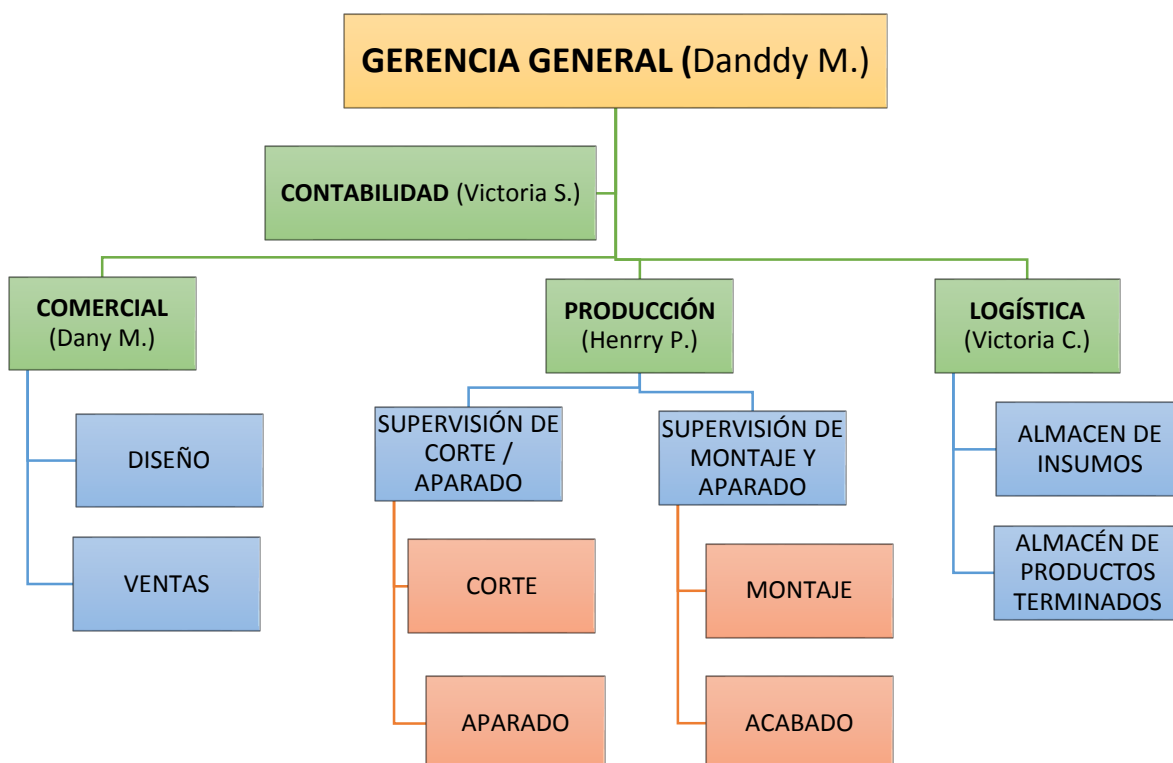 GERENCIA GENERAL (Danddy M.)
CONTABILIDAD (Victoria S.)
COMERCIAL
(Dany M.)
PRODUCCIÓN
(Henrry P.)
LOGÍSTICA
(Victoria C.)
DISEÑO
VENTAS
SUPERVISIÓN DE
CORTE /
APARADO
CORTE
APARADO
SUPERVISIÓN DE
MONTAJE Y
APARADO
MONTAJE
ACABADO
ALMACEN DE
INSUMOS
ALMACÉN DE
PRODUCTOS
TERMINADOS